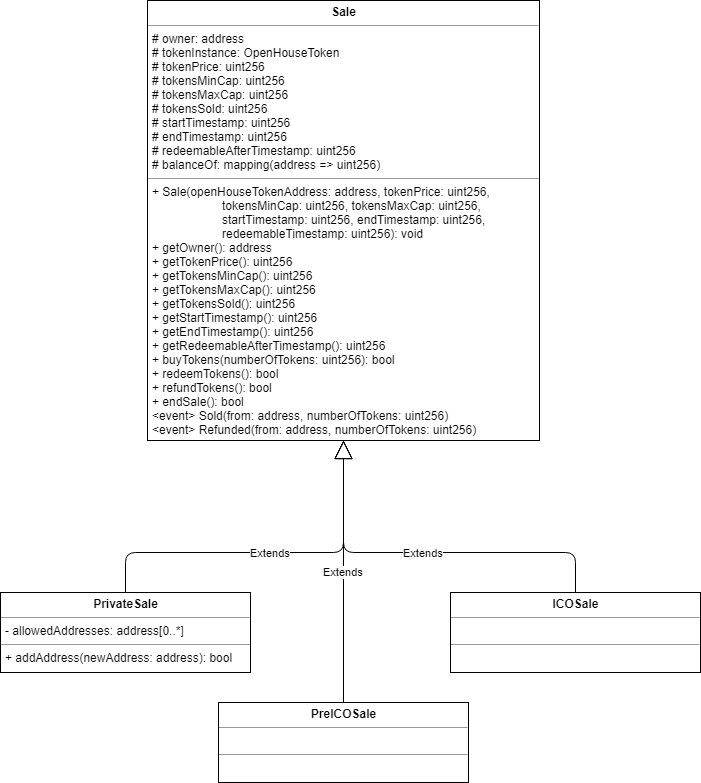 Sale
# owner: address
# tokenInstance: OpenHouseToken
# tokenPrice: uint256
# tokensMinCap: uint256
# tokensMaxCap: uint256
# tokensSold: uint256
# startTimestamp: uint256
# endTimestamp: uint256
# redeemableAfterTimestamp: uint256
# balanceOf: mapping(address => uint256)
+ Sale(openHouseTokenAddress: address, tokenPrice: uint256,
tokensMinCap: uint256, tokensMaxCap: uint256,
startTimestamp: uint256, endTimestamp: uint256,
redeemableTimestamp: uint256): void
+ getOwner(): address
+ getTokenPrice(): uint256
+ getTokensMinCap(): uint256
+ getTokensMaxCap(): uint256
+ getTokensSold(): uint256
+ getStartTimestamp(): uint256
+ getEndTimestamp(): uint256
+ getRedeemableAfterTimestamp(): uint256
+ buyTokens(numberOfTokens: uint256): bool
+ redeemTokens(): bool
+ refundTokens(): bool
+ endSale(): bool
<event> Sold(from: address, numberOfTokens: uint256)
<event> Refunded(from: address, numberOfTokens: uint256)
Extends
Extends
Extends
PrivateSale
- allowedAddresses: address[0..*]
+ addAddress(newAddress: address): bool
ICOSale
PreICOSale